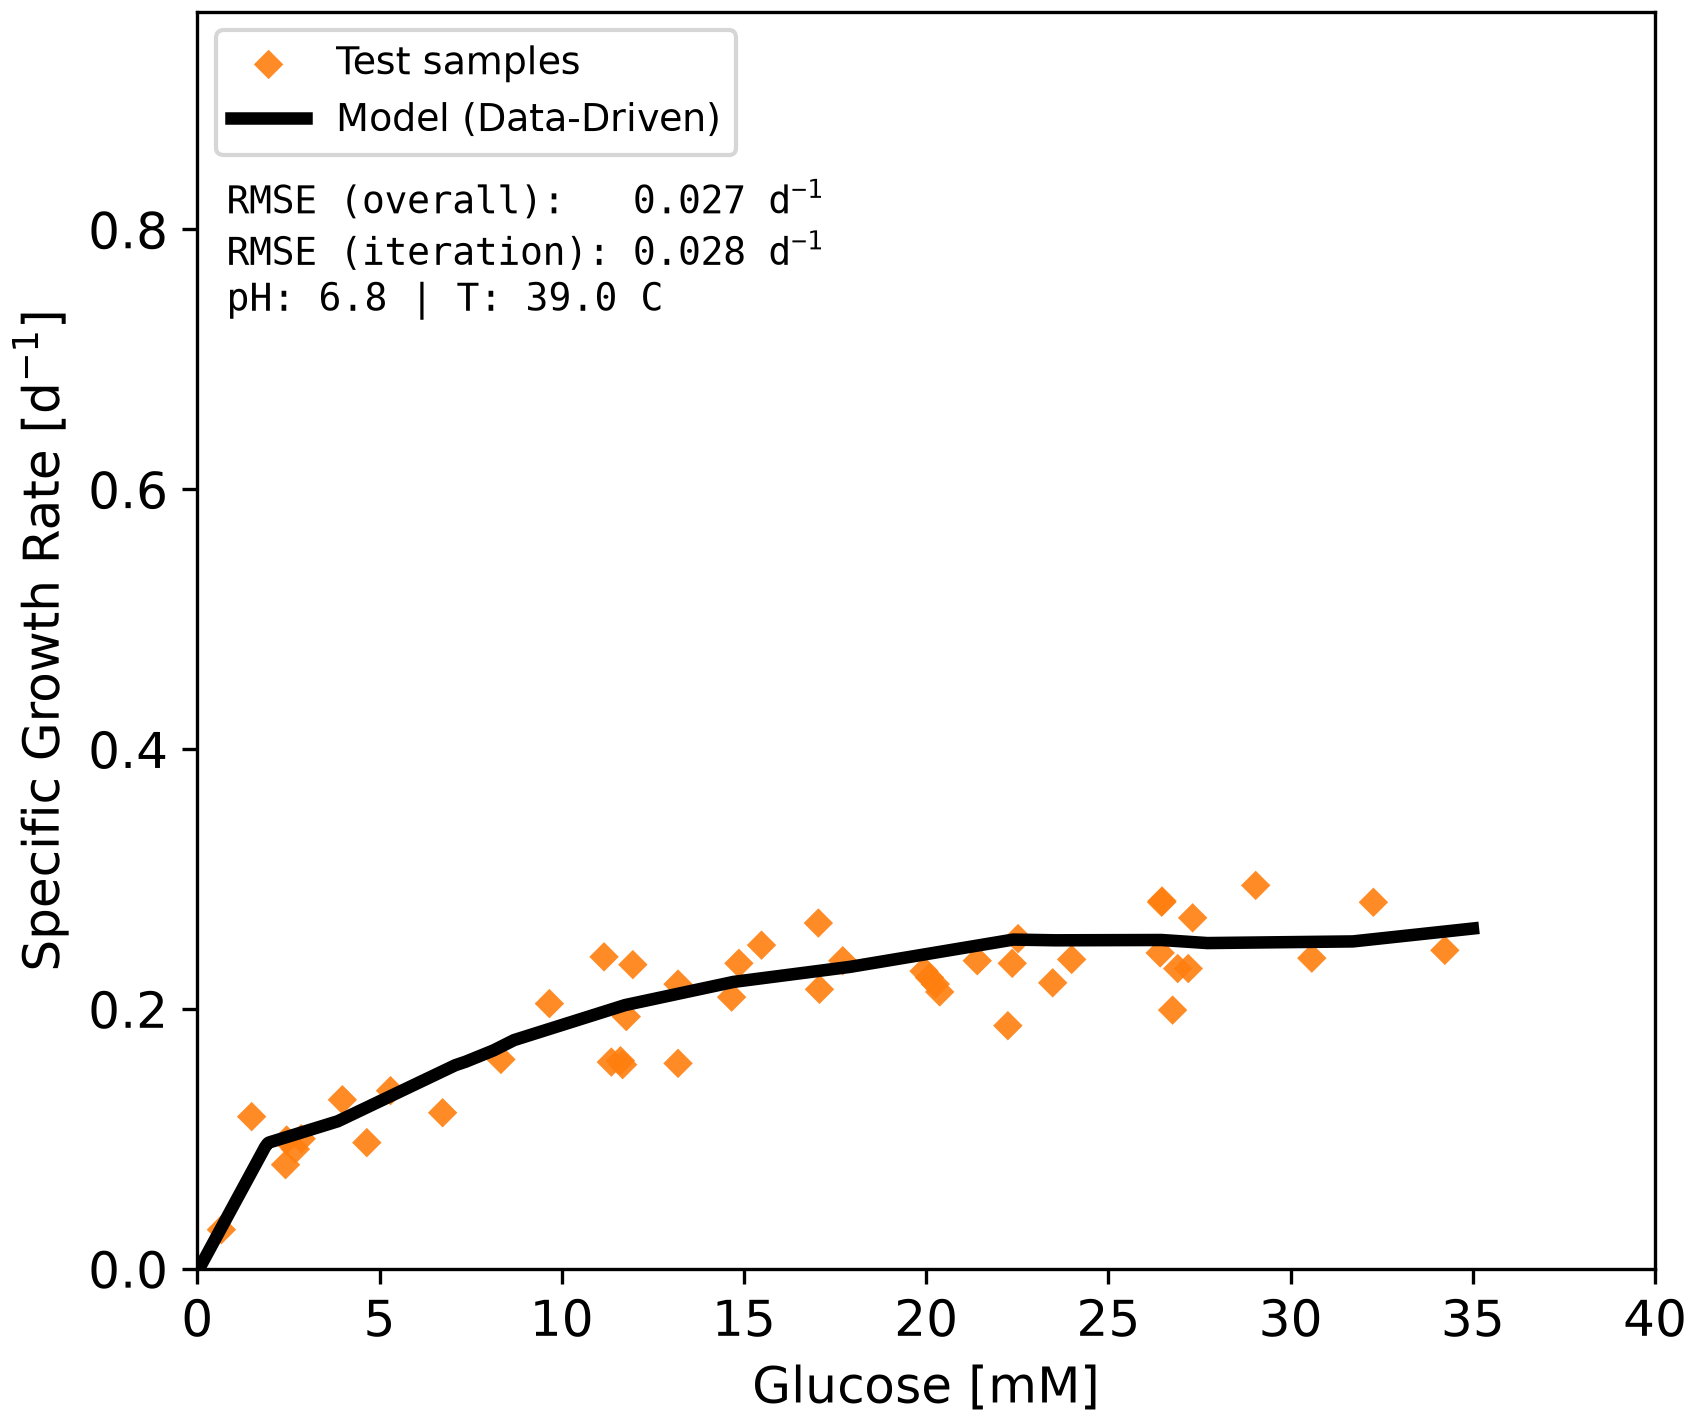 Test samples
Model (Data-Driven)
RMSE (overall):   0.027 d⁻¹
RMSE (iteration): 0.028 d⁻¹
pH: 6.8 | T: 39.0 C
Specific Growth Rate [d⁻¹]
0.8
0.6
0.4
0.2
0.0
0 5 10 15 20 25 30 35 40
Glucose [mM]